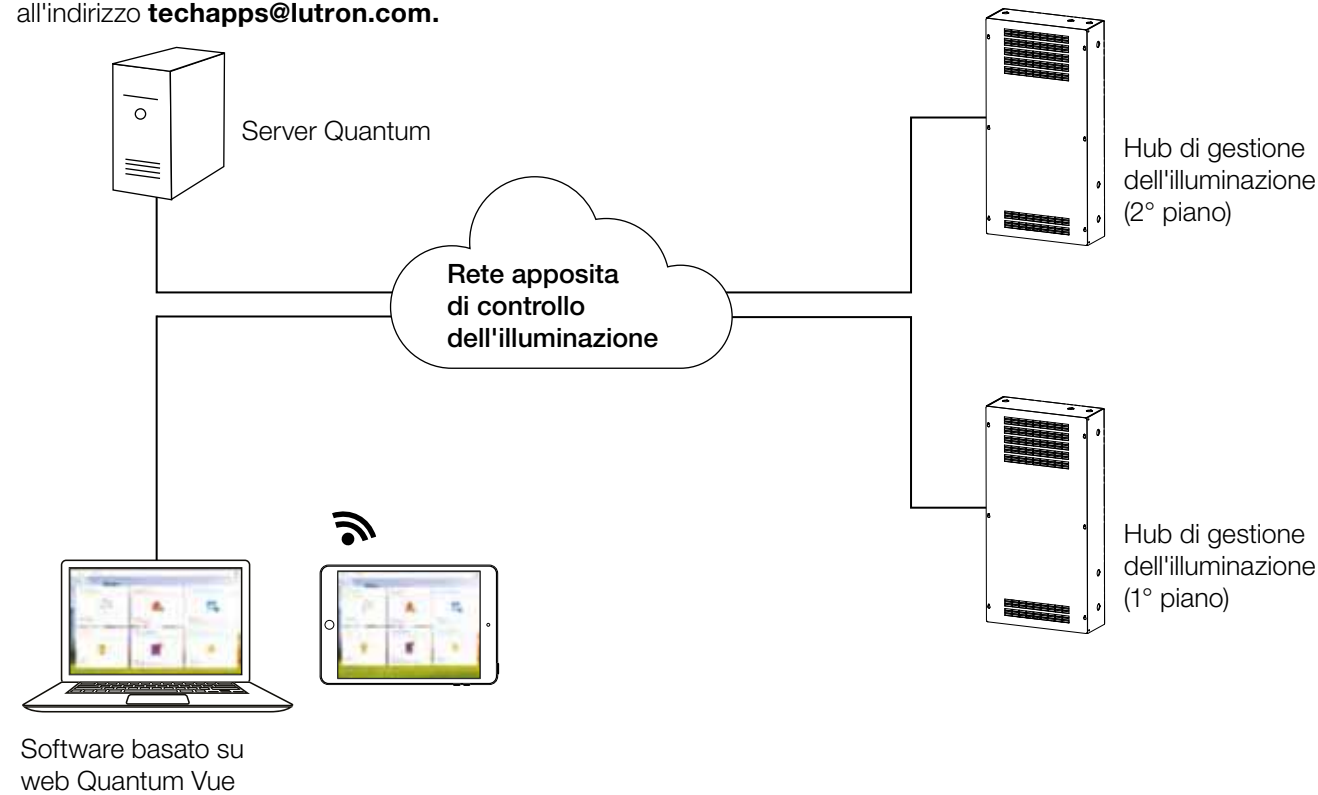 all'indirizzo techapps@lutron.com.
Server Quantum
Hub di gestione
dell'illuminazione
(2° piano)
Rete apposita
di controllo
dell'illuminazione
Hub di gestione
dell'illuminazione
(1° piano)
Software basato su
web Quantum Vue